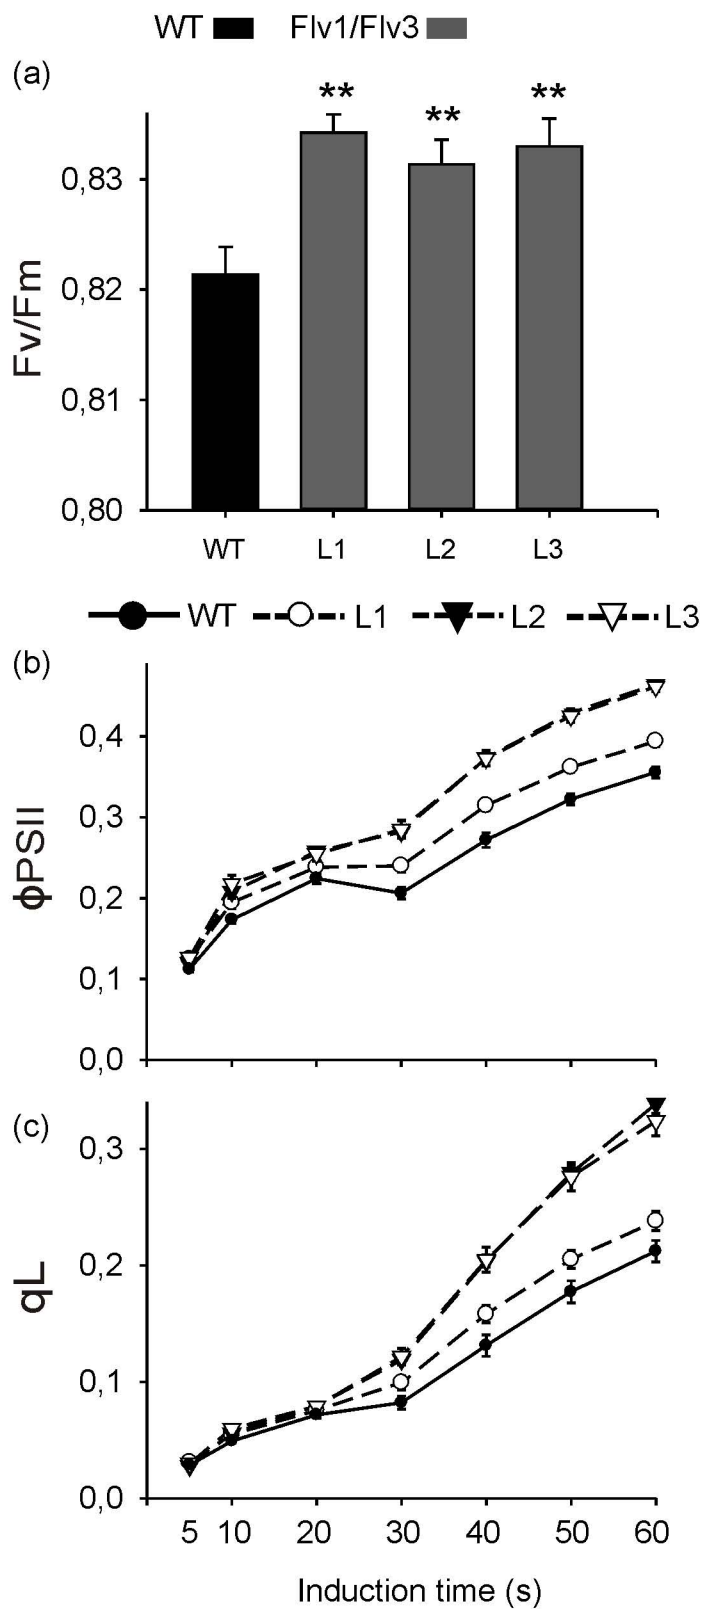 WT Flv1/Flv3
(a)
** ** **
0,83
0,82
0,81
0,80
Fv/Fm
WT L1 L2 L3
WT L1 L2 L3
(b)
0,4
0,3
0,2
0,1
0,0
ϕPSII
(c)
0,3
0,2
0,1
0,0
qL
5 10 20 30 40 50 60
Induction time (s)